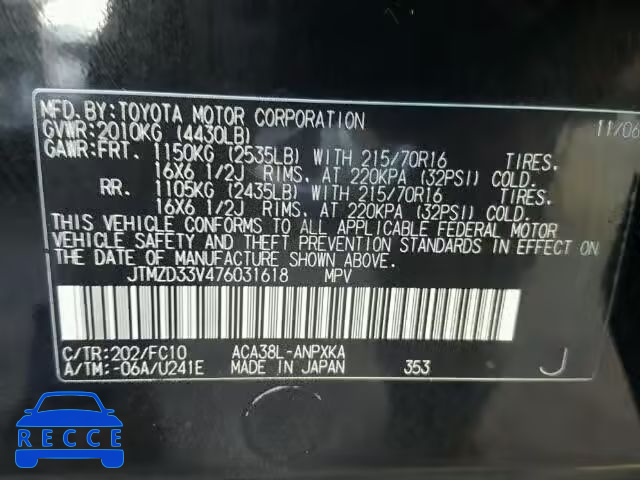 MFD. BY: TOYOTA MOTOR CORPORATION 11/06
GVWR: 2010KG (4430LB)
GAWR: FRT. 1150KG (2535LB) WITH 215/70R16 TIRES.
16X6 1/2J RIMS. AT 220KPA (32PSI) COLD.
RR. 1105KG (2435LB) WITH 215/70R16 TIRES.
16X6 1/2J RIMS. AT 220KPA (32PSI) COLD.
THIS VEHICLE CONFORMS TO ALL APPLICABLE FEDERAL MOTOR
VEHICLE SAFETY AND THEFT PREVENTION STANDARDS IN EFFECT ON
THE DATE OF MANUFACTURE SHOWN ABOVE.
JTMZD33V476031618 MPV
C/TR: 202/FC10 ACA38L-ANPXKA
A/TM: -06A/U241E MADE IN JAPAN 353 J
RECCE